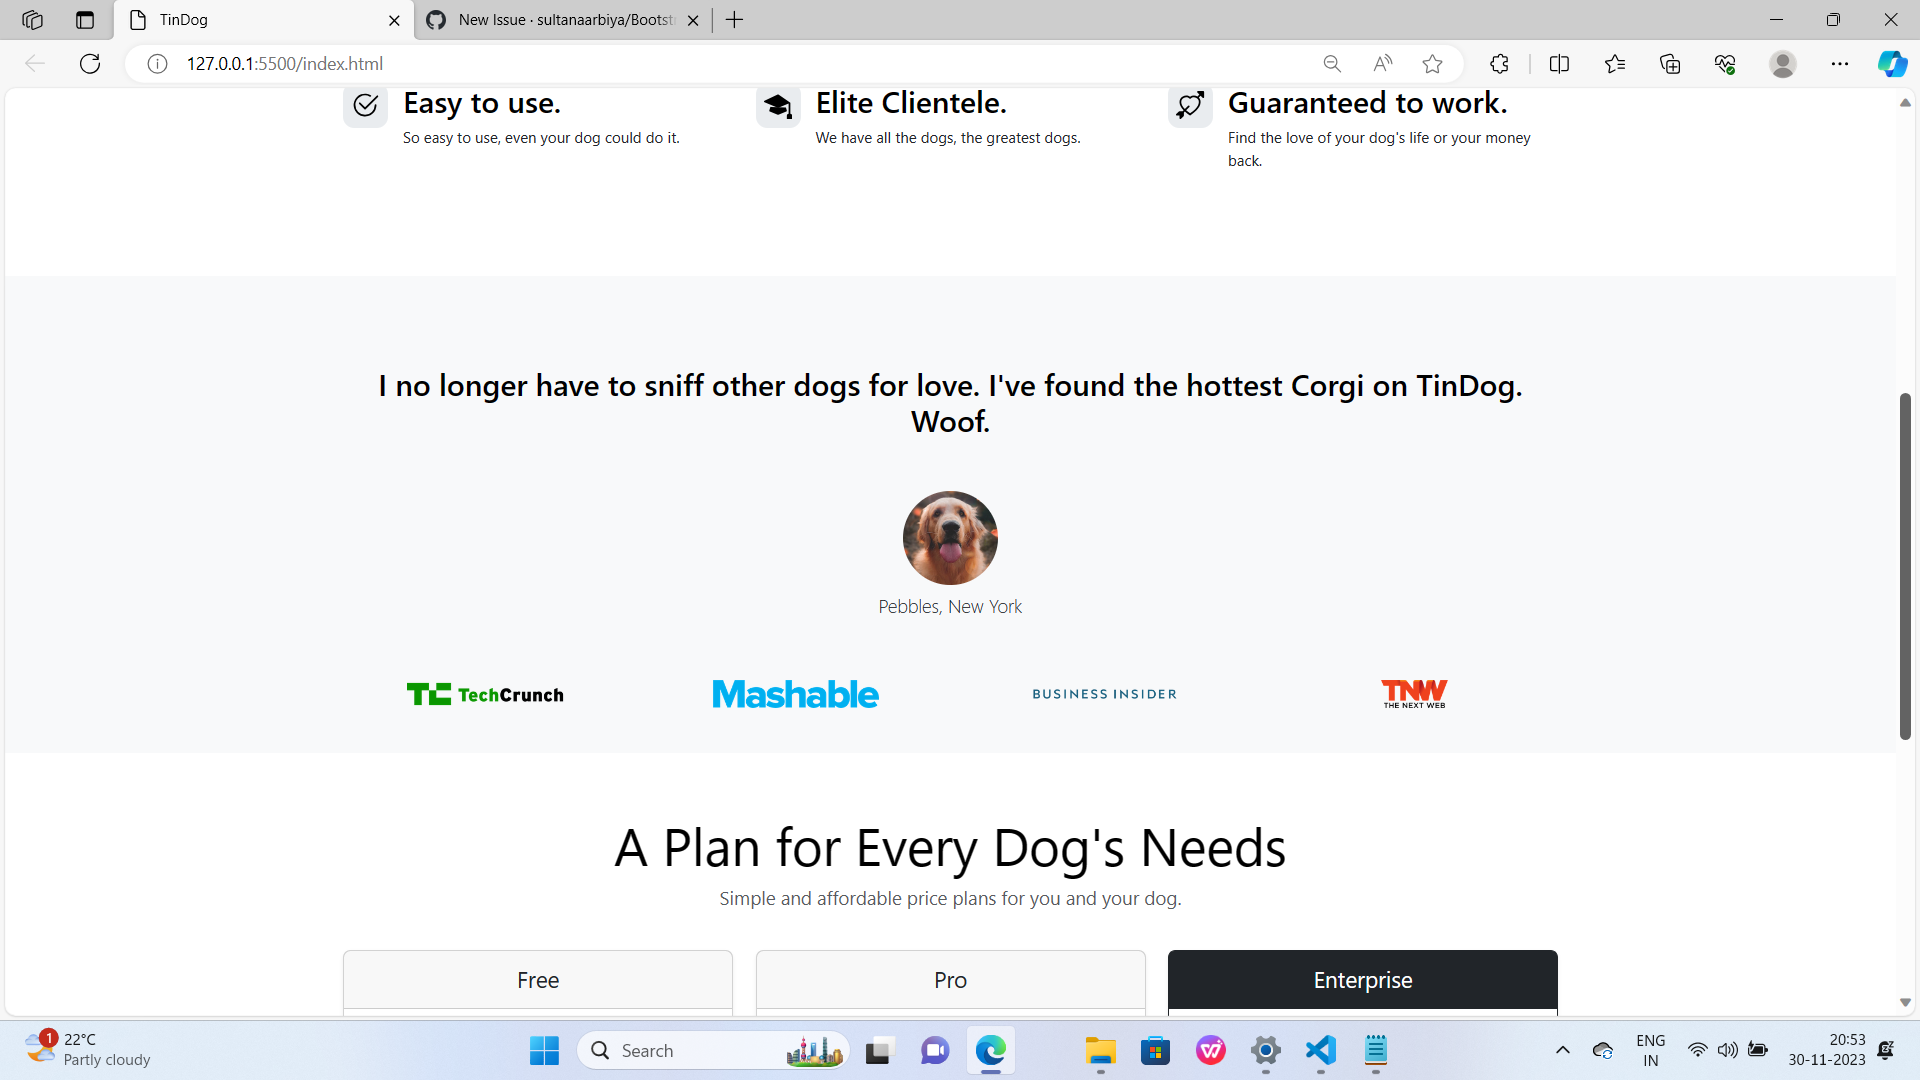 TinDog
New Issue · sultanaarbiya/Bootst
127.0.0.1:5500/index.html
Easy to use.
So easy to use, even your dog could do it.
Elite Clientele.
We have all the dogs, the greatest dogs.
Guaranteed to work.
Find the love of your dog's life or your money
back.
I no longer have to sniff other dogs for love. I've found the hottest Corgi on TinDog.
Woof.
Pebbles, New York
TC TechCrunch
Mashable
BUSINESS INSIDER
TNW
THE NEXT WEB
A Plan for Every Dog's Needs
Simple and affordable price plans for you and your dog.
Free
Pro
Enterprise
1
22°C
Partly cloudy
Search
ENG
IN
20:53
30-11-2023